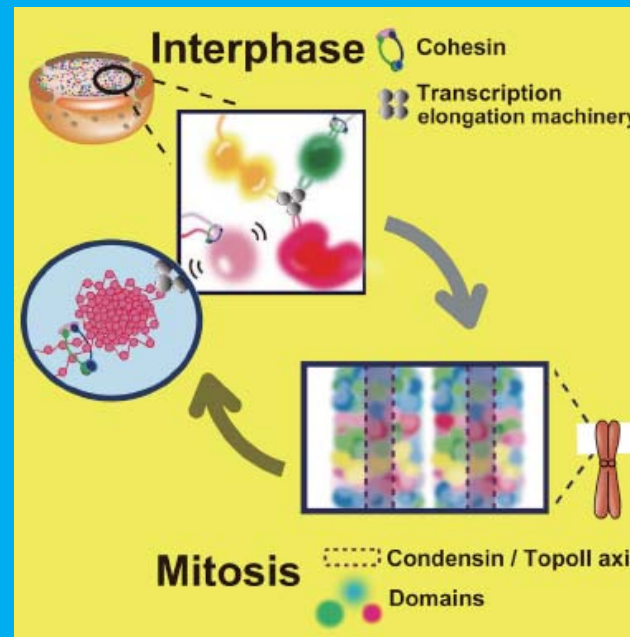 Interphase
Cohesin
Transcription
elongation machinery
Mitosis
Condensin / TopoII axi
Domains